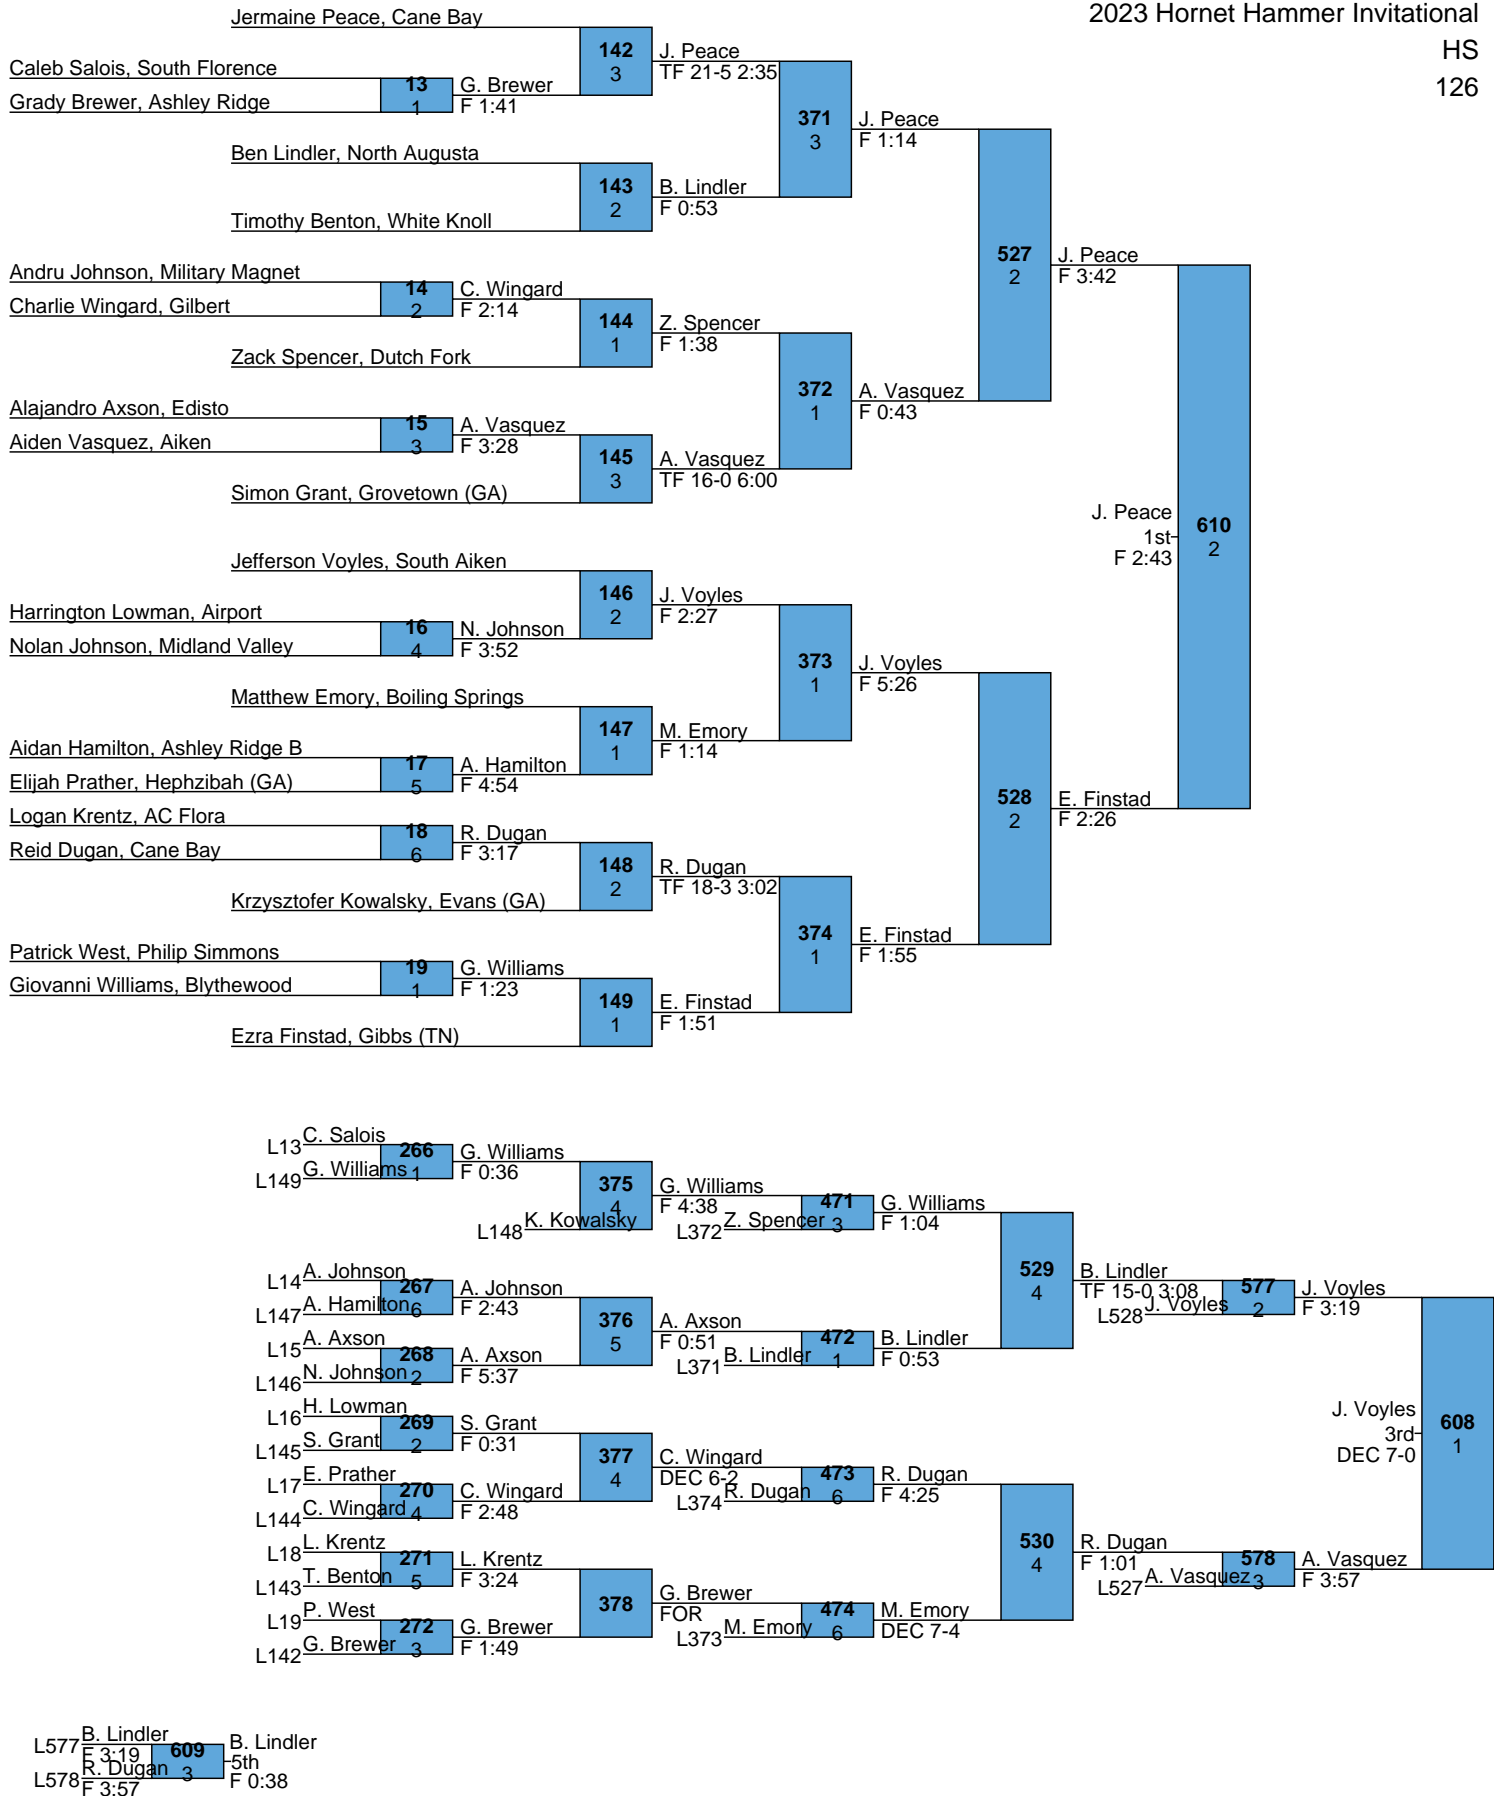 2023 Hornet Hammer Invitational
HS
126
Jermaine Peace, Cane Bay
142
3
J. Peace
TF 21-5 2:35
Caleb Salois, South Florence
Grady Brewer, Ashley Ridge
13
1
G. Brewer
F 1:41
371
3
J. Peace
F 1:14
Ben Lindler, North Augusta
143
2
B. Lindler
F 0:53
Timothy Benton, White Knoll
527
2
J. Peace
F 3:42
Andru Johnson, Military Magnet
Charlie Wingard, Gilbert
14
2
C. Wingard
F 2:14
144
1
Z. Spencer
F 1:38
Zack Spencer, Dutch Fork
372
1
A. Vasquez
F 0:43
Alajandro Axson, Edisto
Aiden Vasquez, Aiken
15
3
A. Vasquez
F 3:28
145
3
A. Vasquez
TF 16-0 6:00
Simon Grant, Grovetown (GA)
J. Peace
1st
F 2:43
610
2
Jefferson Voyles, South Aiken
146
2
J. Voyles
F 2:27
Harrington Lowman, Airport
Nolan Johnson, Midland Valley
16
4
N. Johnson
F 3:52
373
1
J. Voyles
F 5:26
Matthew Emory, Boiling Springs
147
1
M. Emory
F 1:14
Aidan Hamilton, Ashley Ridge B
Elijah Prather, Hephzibah (GA)
17
5
A. Hamilton
F 4:54
528
2
E. Finstad
F 2:26
Logan Krentz, AC Flora
Reid Dugan, Cane Bay
18
6
R. Dugan
F 3:17
148
2
R. Dugan
TF 18-3 3:02
Krzysztofer Kowalsky, Evans (GA)
374
1
E. Finstad
F 1:55
Patrick West, Philip Simmons
Giovanni Williams, Blythewood
19
1
G. Williams
F 1:23
149
1
E. Finstad
F 1:51
Ezra Finstad, Gibbs (TN)
L13 C. Salois
L149 G. Williams
266
1
G. Williams
F 0:36
375
4
G. Williams
F 4:38
L148 K. Kowalsky
L372 Z. Spencer
471
3
G. Williams
F 1:04
L14 A. Johnson
L147 A. Hamilton
267
6
A. Johnson
F 2:43
529
4
B. Lindler
TF 15-0 3:08
L528 J. Voyles
577
2
J. Voyles
F 3:19
376
5
A. Axson
F 0:51
L15 A. Axson
L146 N. Johnson
268
2
A. Axson
F 5:37
L371 B. Lindler
472
1
B. Lindler
F 0:53
L16 H. Lowman
L145 S. Grant
269
2
S. Grant
F 0:31
J. Voyles
3rd
DEC 7-0
608
1
377
4
C. Wingard
DEC 6-2
L374 R. Dugan
473
6
R. Dugan
F 4:25
L17 E. Prather
L144 C. Wingard
270
4
C. Wingard
F 2:48
530
4
R. Dugan
F 1:01
L527 A. Vasquez
578
3
A. Vasquez
F 3:57
L18 L. Krentz
L143 T. Benton
271
5
L. Krentz
F 3:24
378
G. Brewer
FOR
L373 M. Emory
474
6
M. Emory
DEC 7-4
L19 P. West
L142 G. Brewer
272
3
G. Brewer
F 1:49
L577 B. Lindler
F 3:19
L578 R. Dugan
F 3:57
609
3
B. Lindler
5th
F 0:38